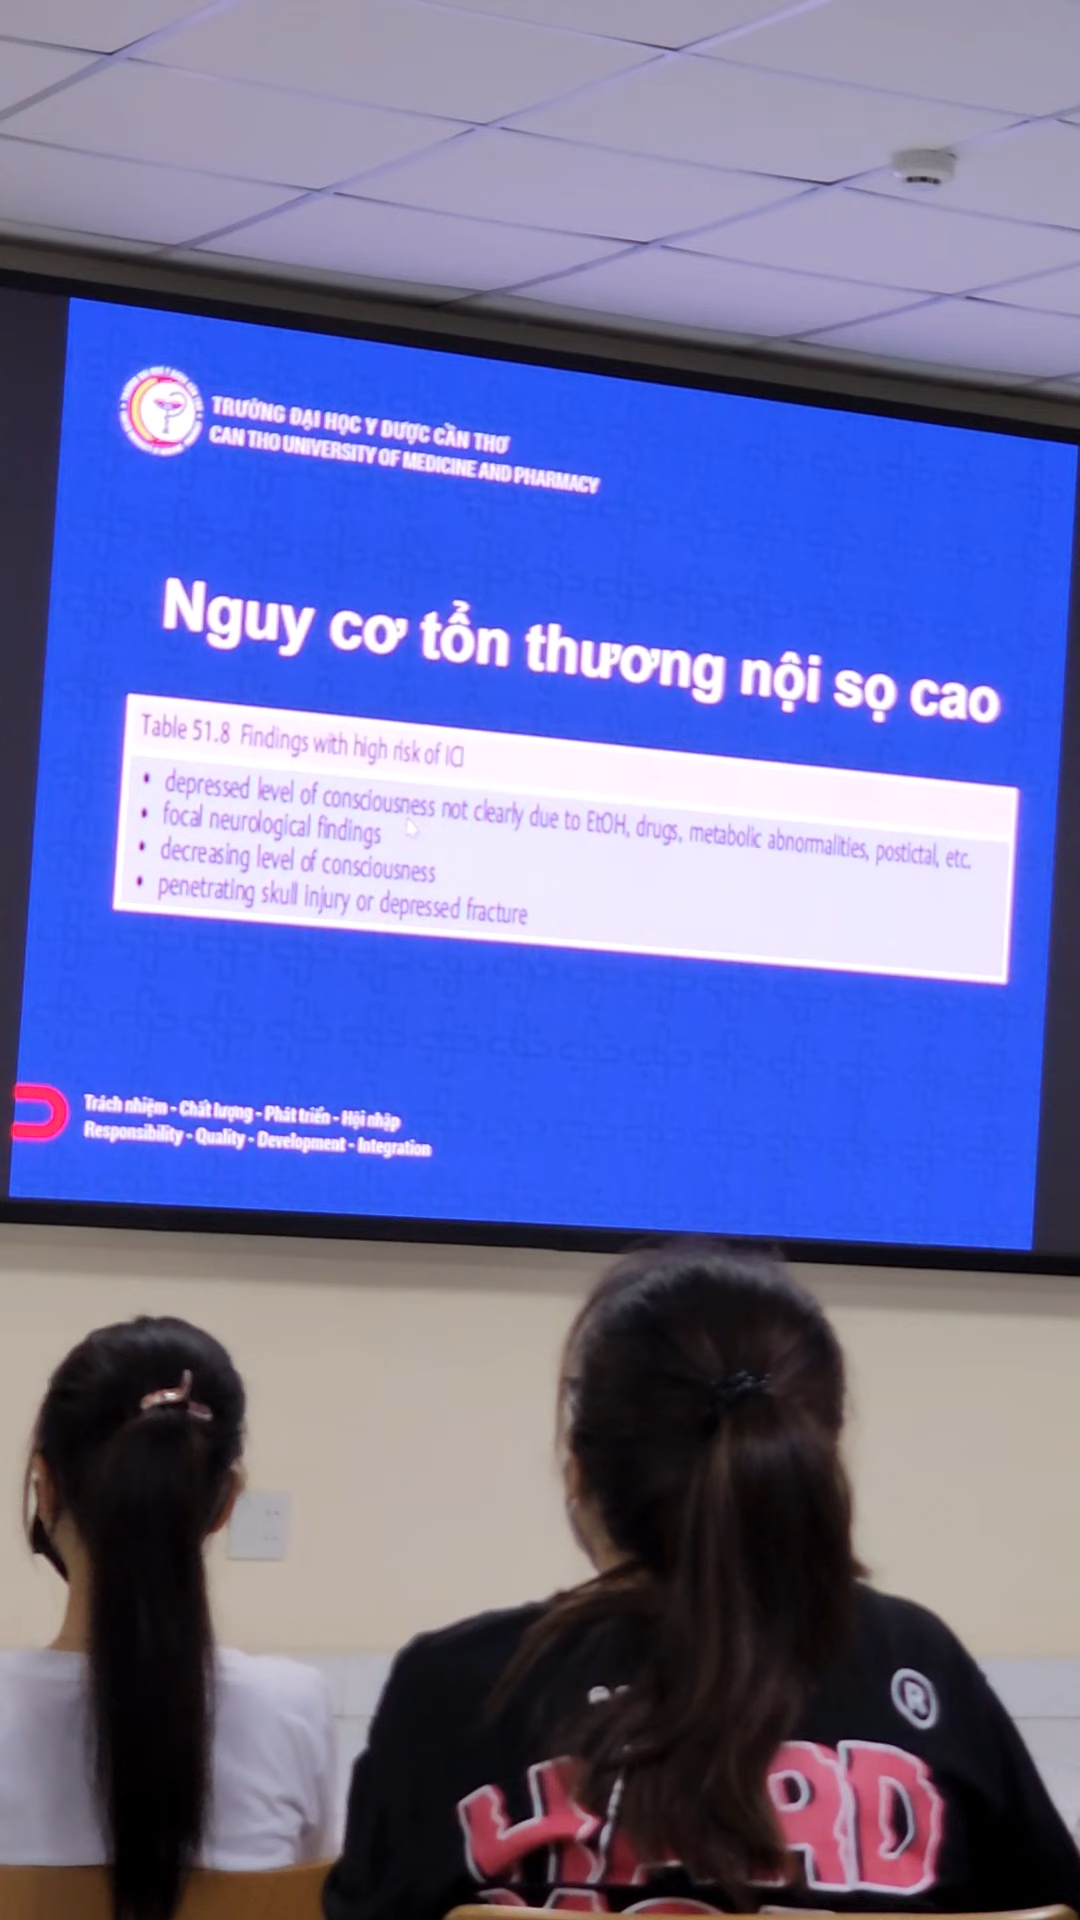 TRƯỜNG ĐẠI HỌC Y DƯỢC CẦN THƠ
CAN THO UNIVERSITY OF MEDICINE AND PHARMACY
Nguy cơ tổn thương nội sọ cao
Table 51.8 Findings with high risk of ICI
• depressed level of consciousness not clearly due to EtOH, drugs, metabolic abnormalities, postictal, etc.
• focal neurological findings
• decreasing level of consciousness
• penetrating skull injury or depressed fracture
Trách nhiệm - Chất lượng - Phát triển - Hội nhập
Responsibility - Quality - Development - Integration
®
HARD